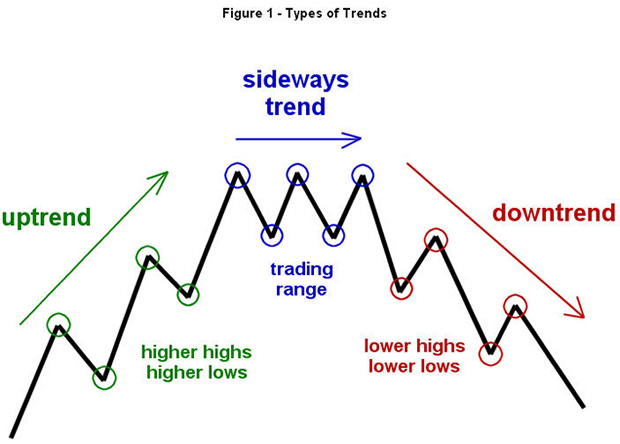 Figure 1 - Types of Trends
sideways
trend
uptrend
downtrend
trading
range
higher highs
higher lows
lower highs
lower lows